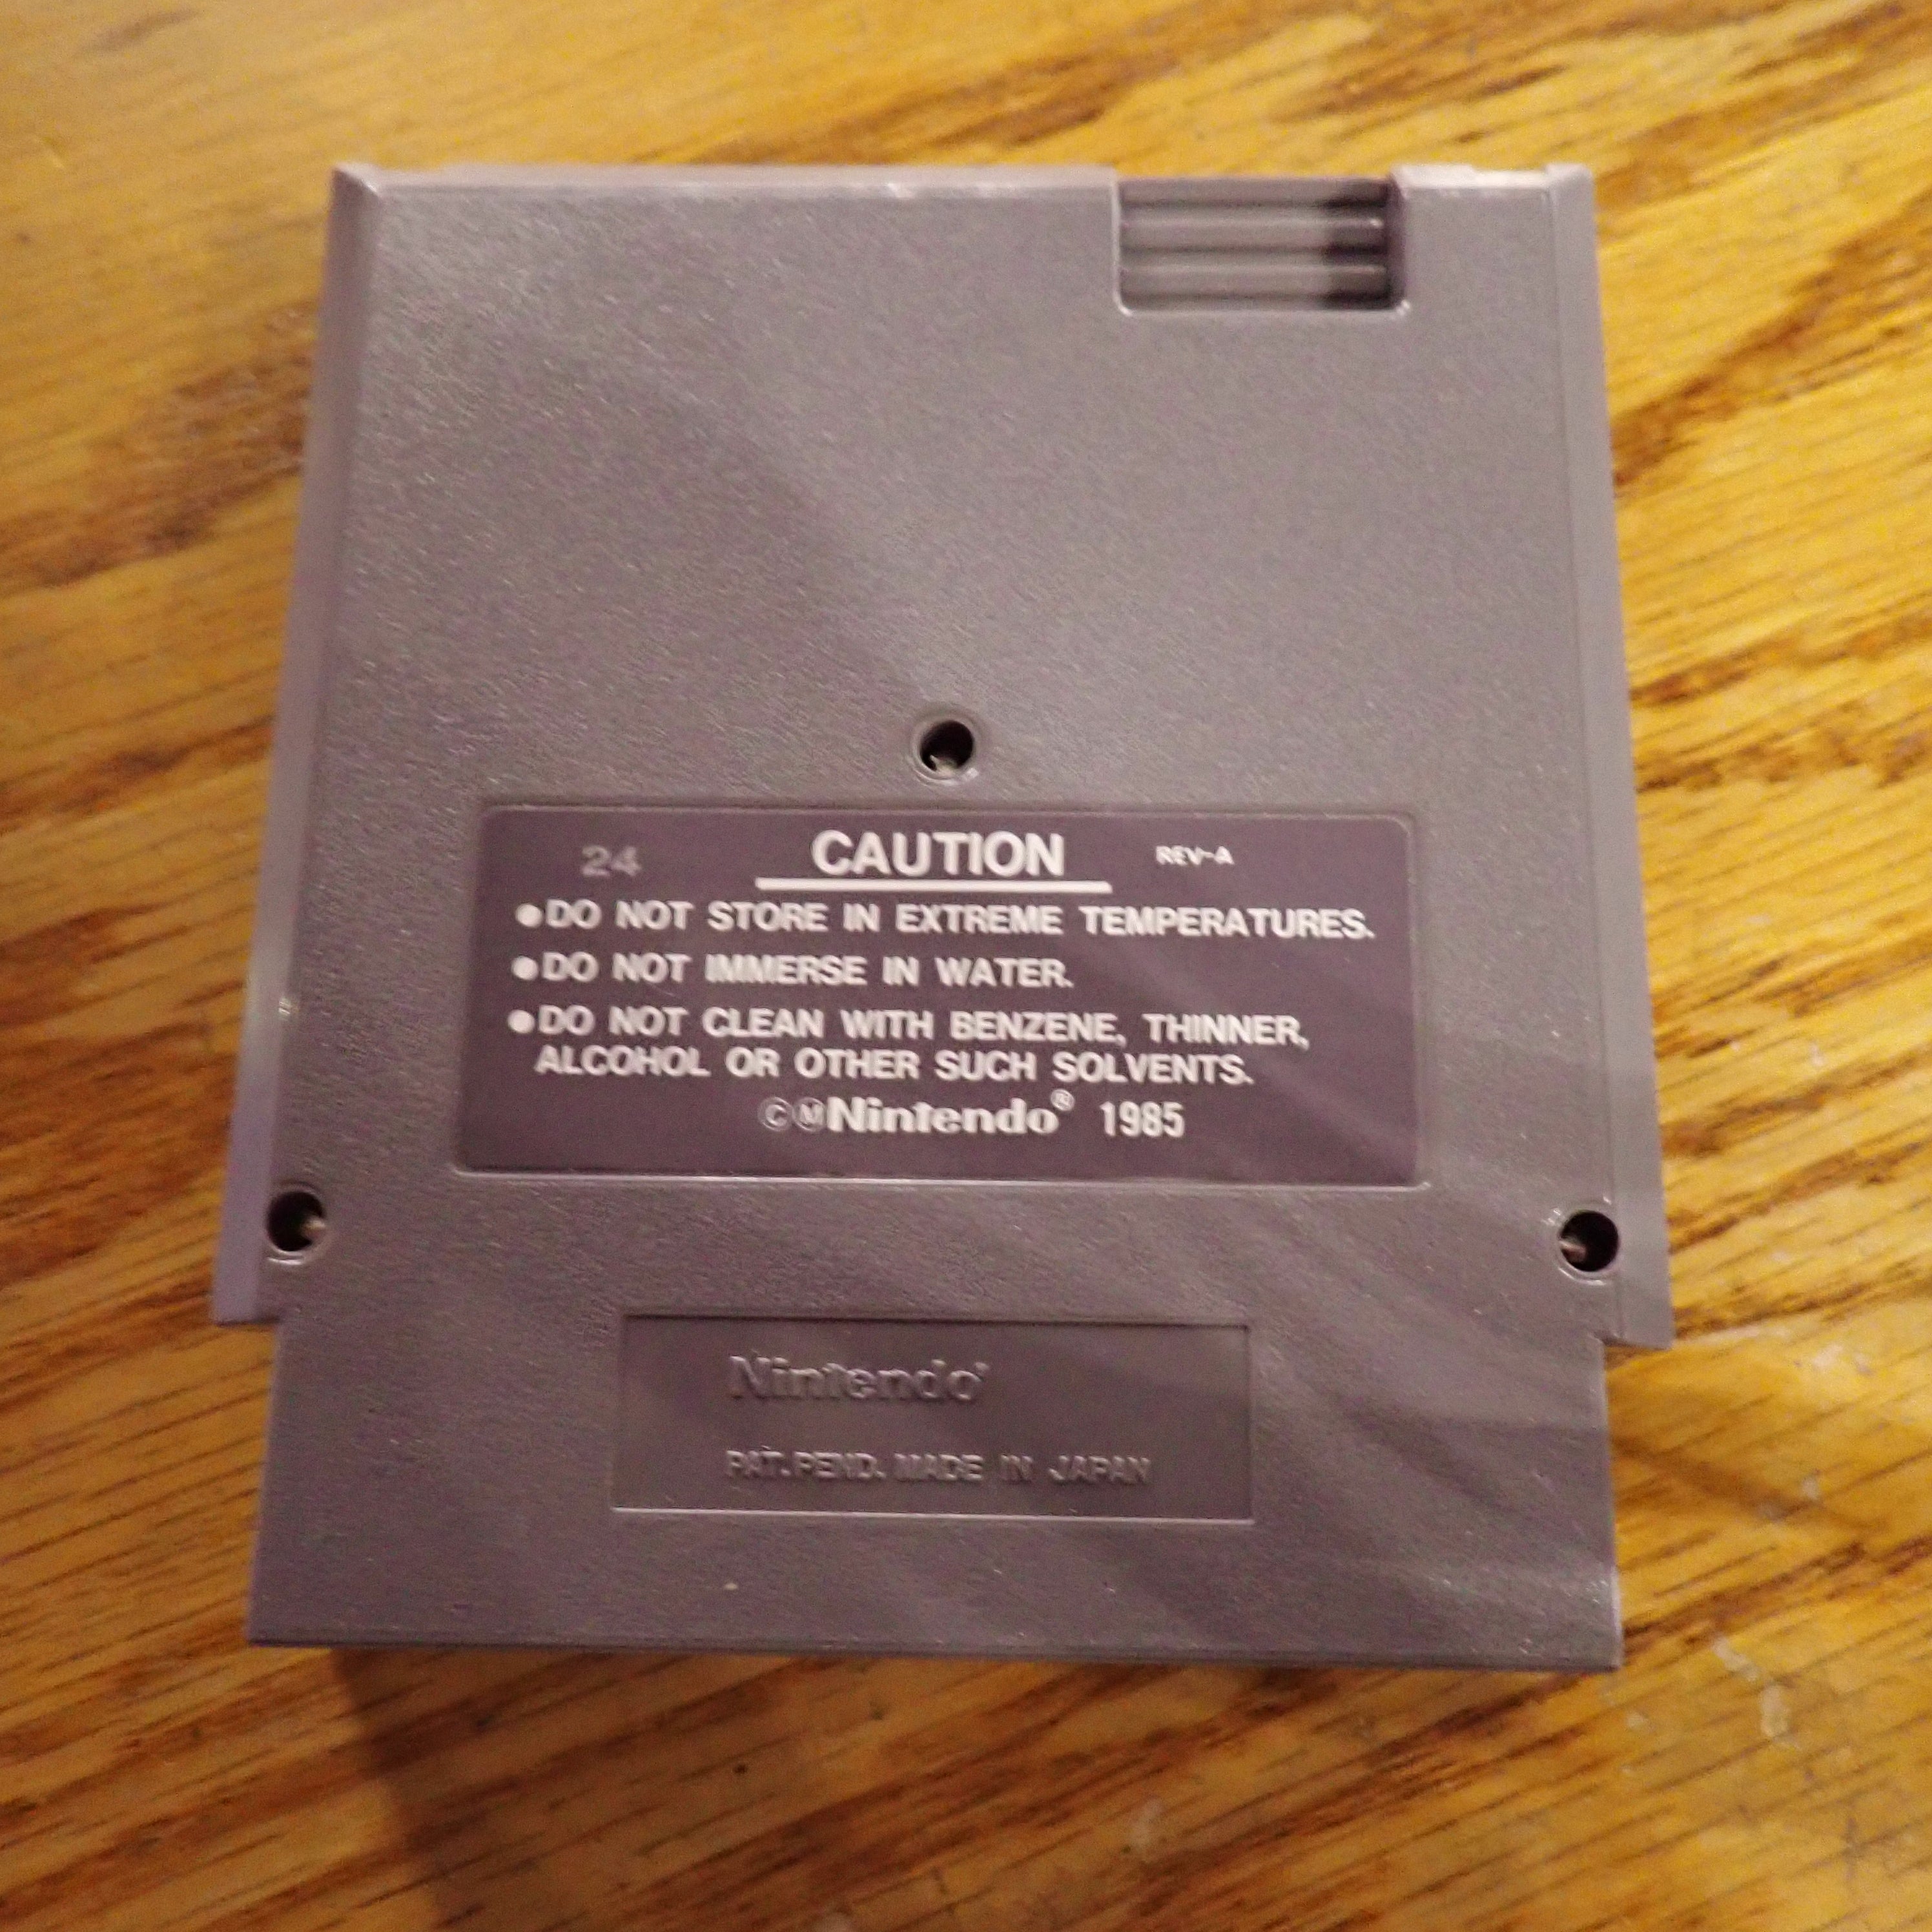 24 CAUTION REV-A
●DO NOT STORE IN EXTREME TEMPERATURES.
●DO NOT IMMERSE IN WATER.
●DO NOT CLEAN WITH BENZENE, THINNER,
ALCOHOL OR OTHER SUCH SOLVENTS.
ⒸⓂNintendo® 1985
Nintendo®
PAT. PEND. MADE IN JAPAN